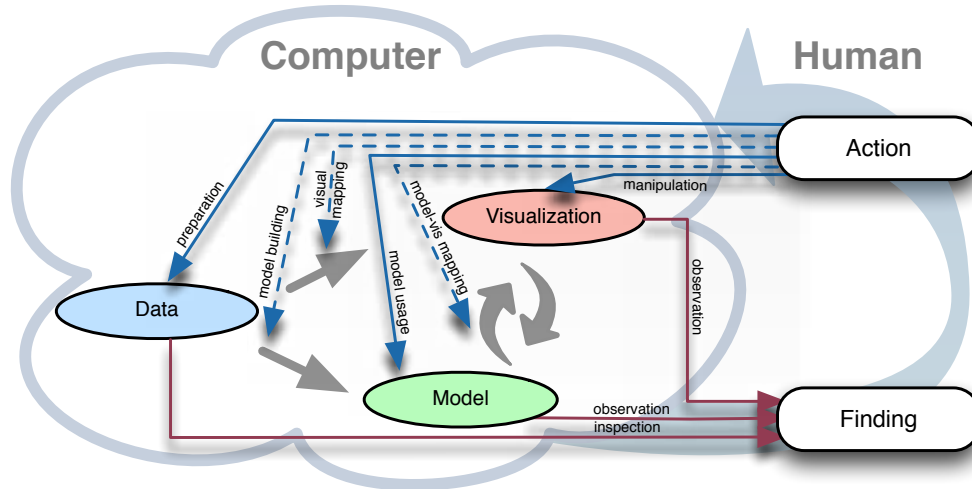 Computer
Human
Action
preparation
model building
visual
mapping
model usage
model-vis mapping
manipulation
Visualization
observation
Data
Model
observation
inspection
Finding